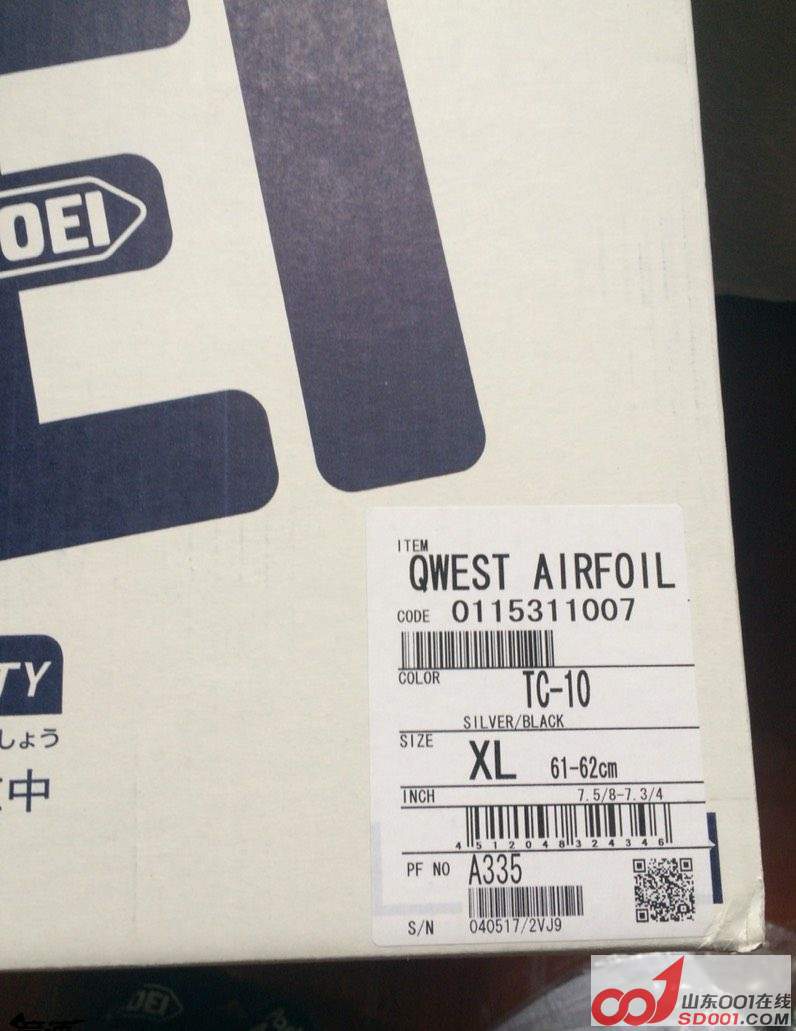 OEI
TY
しょう
中
ITEM
QWEST AIRFOIL
CODE 0115311007
COLOR
TC-10
SILVER/BLACK
SIZE
XL 61-62cm
INCH 7.5/8-7.3/4
4512048324346
PF NO A335
S/N 040517/2VJ9
OEI
山东001在线
SD001.COM